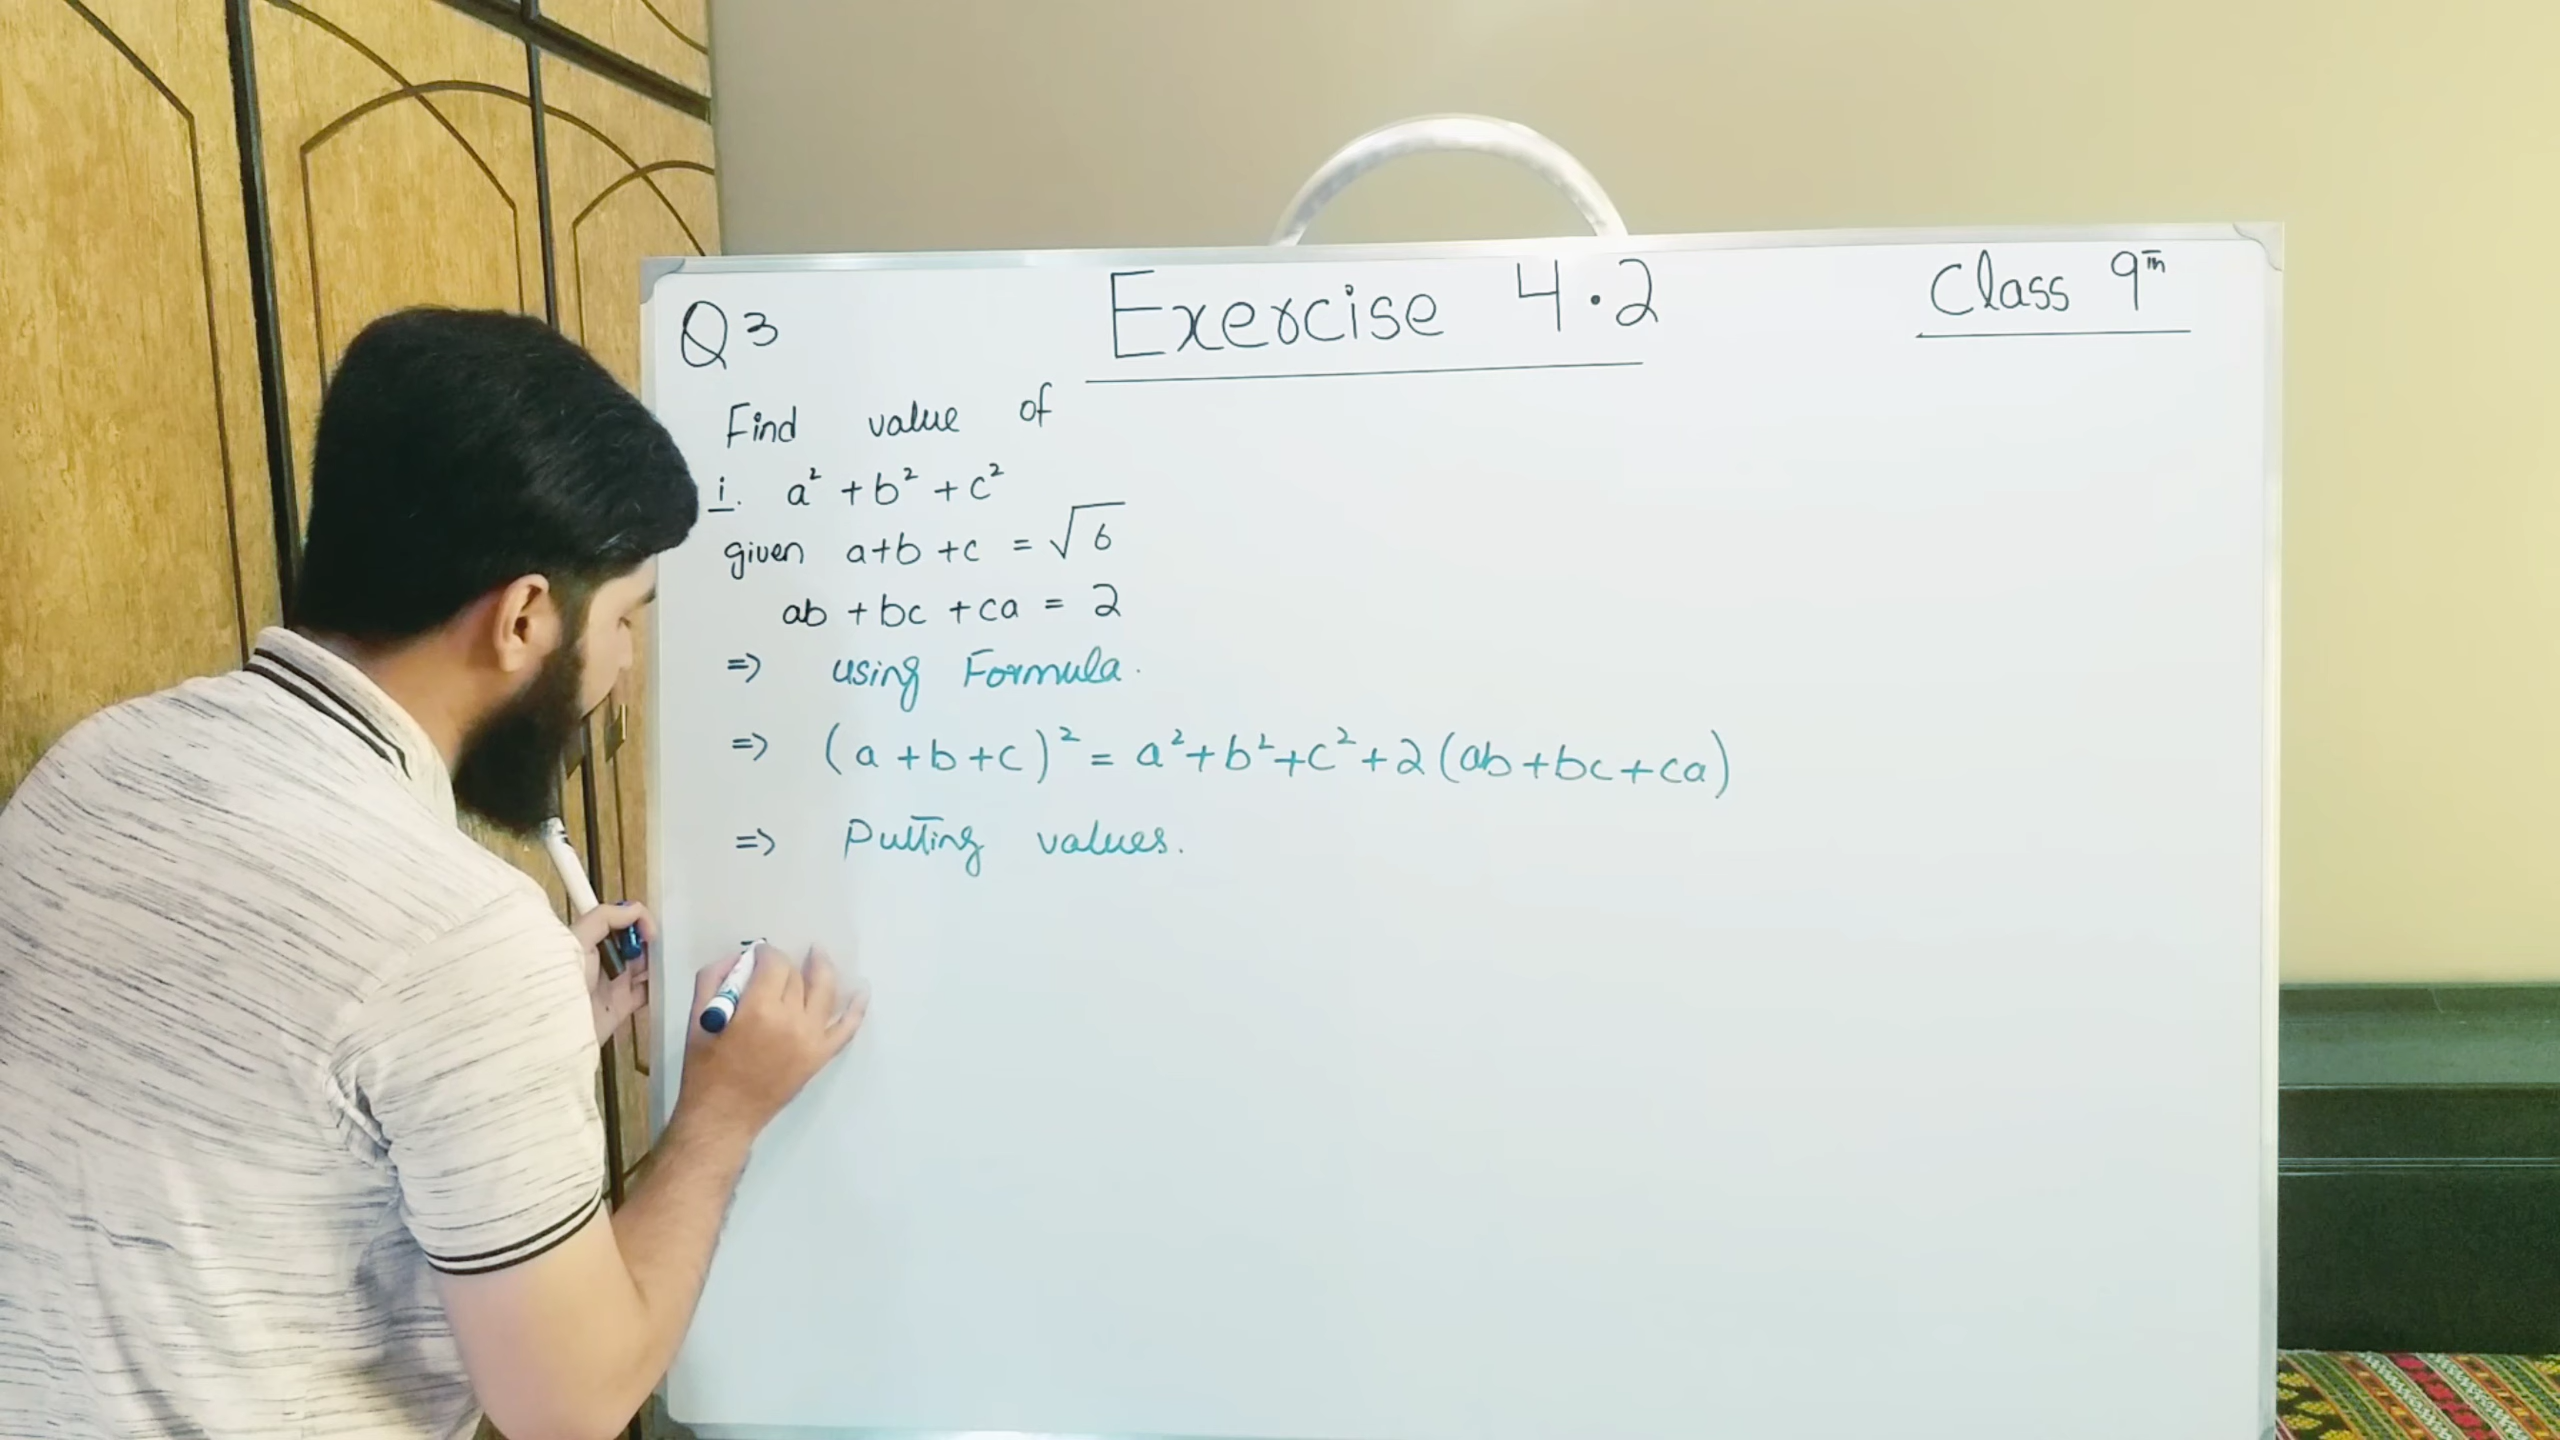 Q3
Exercise 4.2
Class 9th
Find value of
i. a² + b² + c²
given a+b+c = √6
ab + bc + ca = 2
=> using Formula.
=> (a+b+c)² = a²+b²+c²+2(ab+bc+ca)
=> Putting values.
=